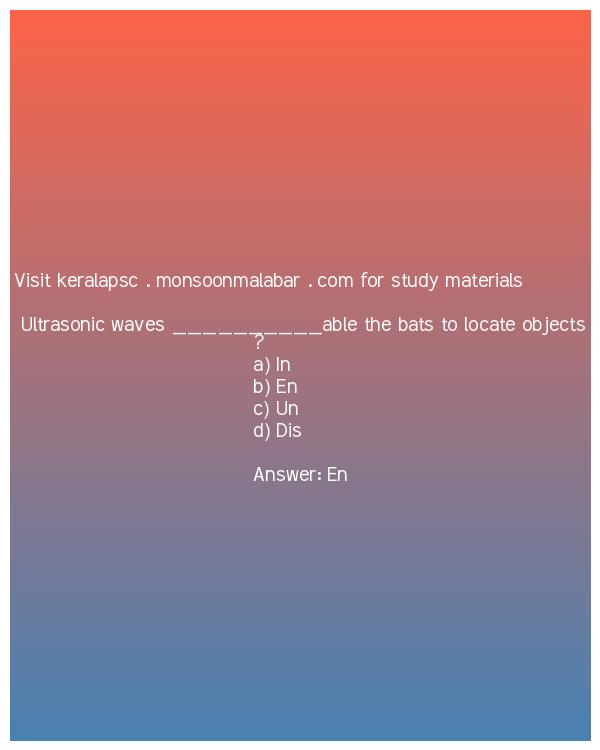 Visit keralapsc . monsoonmalabar . com for study materials
Ultrasonic waves __________able the bats to locate objects
?
a) In
b) En
c) Un
d) Dis
Answer: En